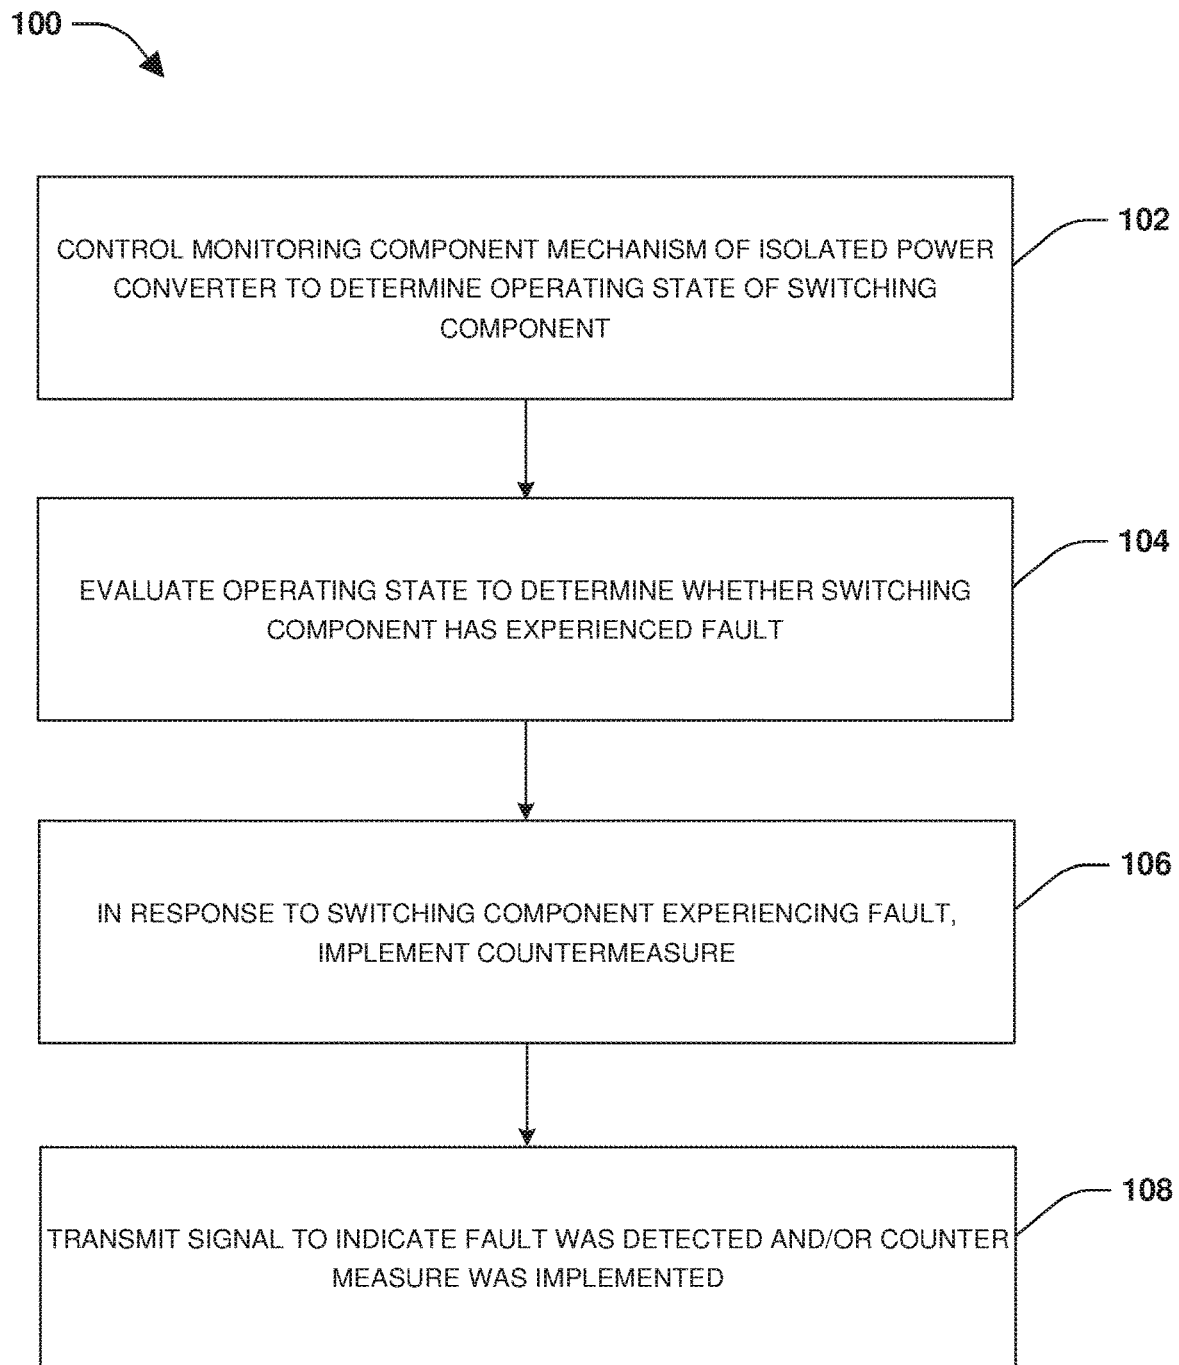 100
CONTROL MONITORING COMPONENT MECHANISM OF ISOLATED POWER
CONVERTER TO DETERMINE OPERATING STATE OF SWITCHING
COMPONENT
102
EVALUATE OPERATING STATE TO DETERMINE WHETHER SWITCHING
COMPONENT HAS EXPERIENCED FAULT
104
IN RESPONSE TO SWITCHING COMPONENT EXPERIENCING FAULT,
IMPLEMENT COUNTERMEASURE
106
TRANSMIT SIGNAL TO INDICATE FAULT WAS DETECTED AND/OR COUNTER
MEASURE WAS IMPLEMENTED
108